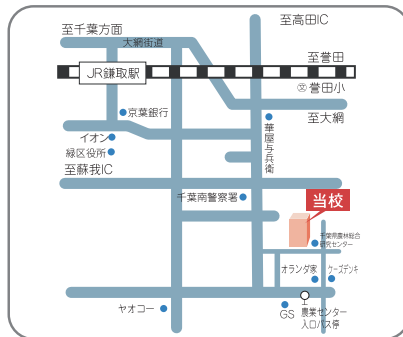 至高田IC
至千葉方面
大網街道
至誉田
JR鎌取駅
文 誉田小
京葉銀行
至大網
華屋与兵衛
イオン
緑区役所
至蘇我IC
千葉南警察署
当校
千葉県農林総合
研究センター
オランダ家
ケーズデンキ
ヤオコー
GS
農業センター
入口バス停